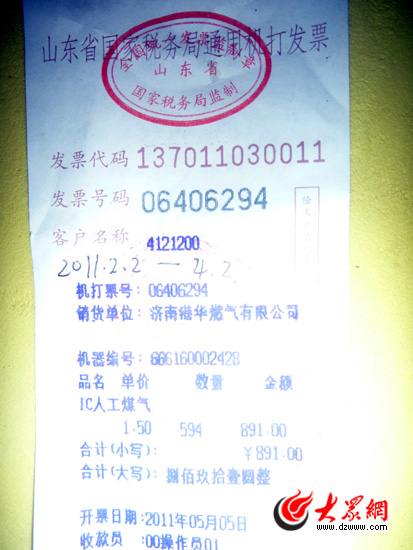 山东省国家税务局通用机打发票
山东省
国家税务局监制
发票代码 137011030011
发票号码 06406294
客户名称 4121200
2011.2.2 — 4.2
机打票号：06406294
销货单位：济南港华燃气有限公司
机器编号：666160002428
品名 单价 数量 金额
IC人工煤气
1.50 594 891.00
合计(小写)： ￥891.00
合计(大写)： 捌佰玖拾壹圆整
开票日期：2011年05月05日
收款员 ：00操作员01
大眾網
www.dzwww.com